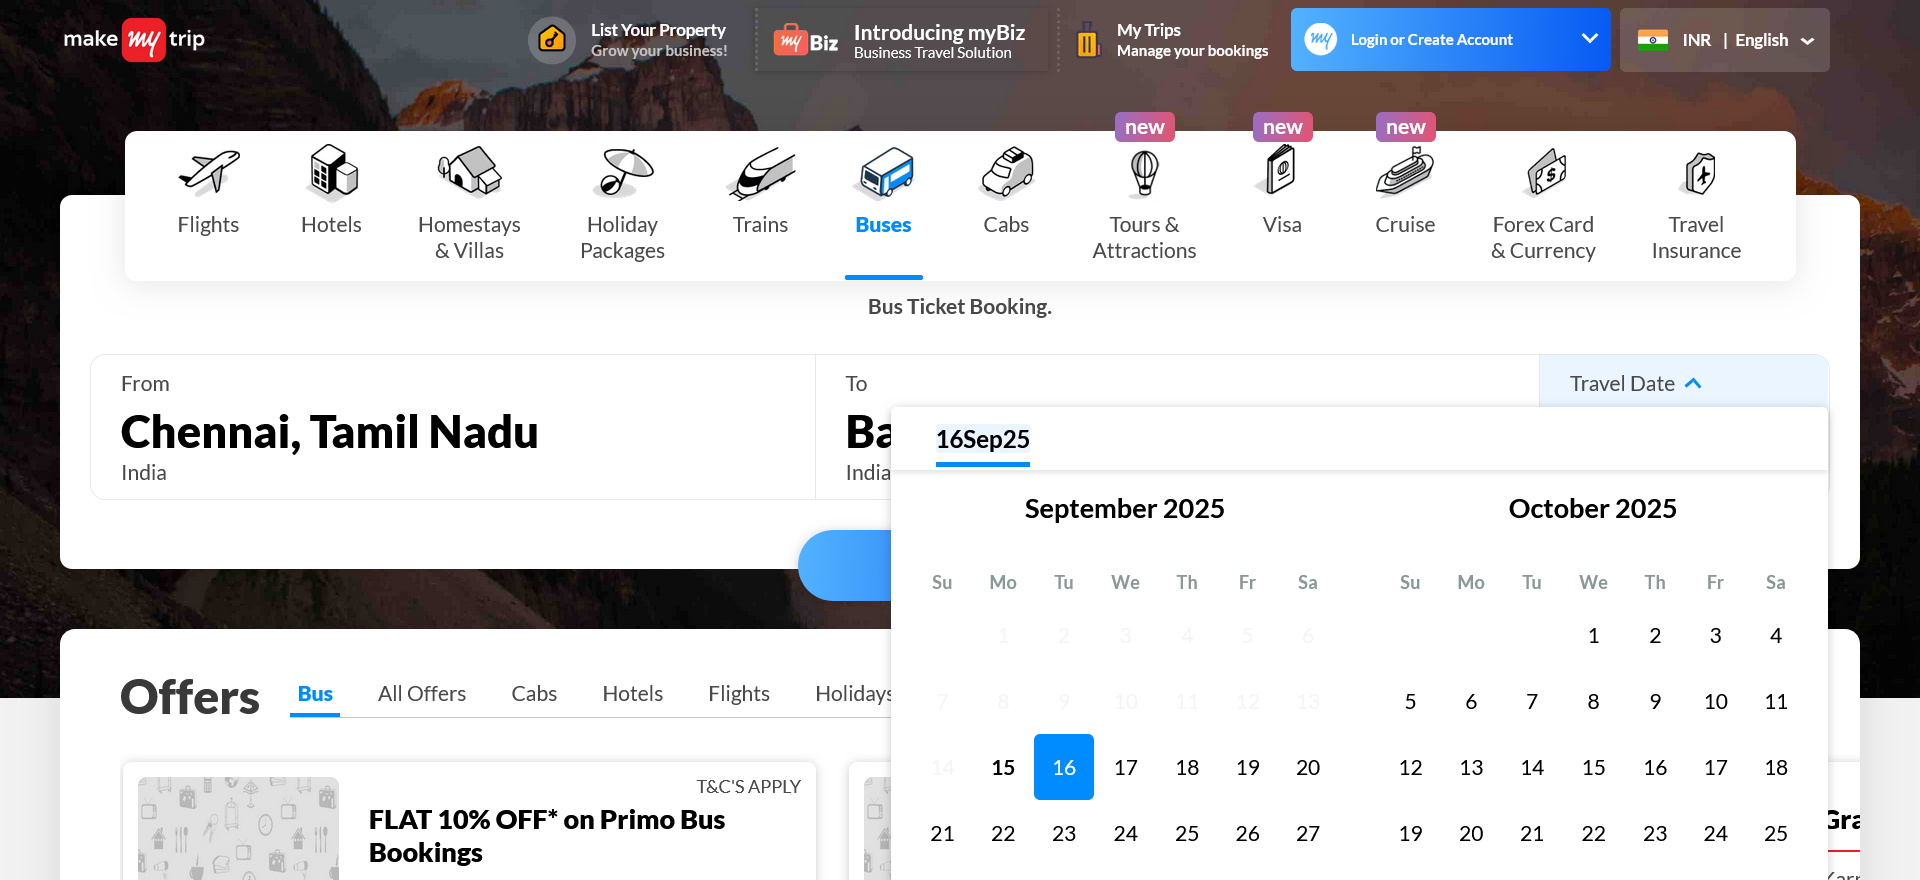 make my trip
List Your Property
Grow your business!
my Biz
Introducing myBiz
Business Travel Solution
My Trips
Manage your bookings
my
Login or Create Account
INR | English
new
new
new
Flights
Hotels
Homestays
& Villas
Holiday
Packages
Trains
Buses
Cabs
Tours &
Attractions
Visa
Cruise
Forex Card
& Currency
Travel
Insurance
Bus Ticket Booking.
From
Chennai, Tamil Nadu
India
To
Ba
India
Travel Date
16Sep25
September 2025
Su Mo Tu We Th Fr Sa
1 2 3 4 5 6
7 8 9 10 11 12 13
14 15 16 17 18 19 20
21 22 23 24 25 26 27
October 2025
Su Mo Tu We Th Fr Sa
1 2 3 4
5 6 7 8 9 10 11
12 13 14 15 16 17 18
19 20 21 22 23 24 25
Offers
Bus All Offers Cabs Hotels Flights Holidays
T&C'S APPLY
FLAT 10% OFF* on Primo Bus
Bookings
Gra